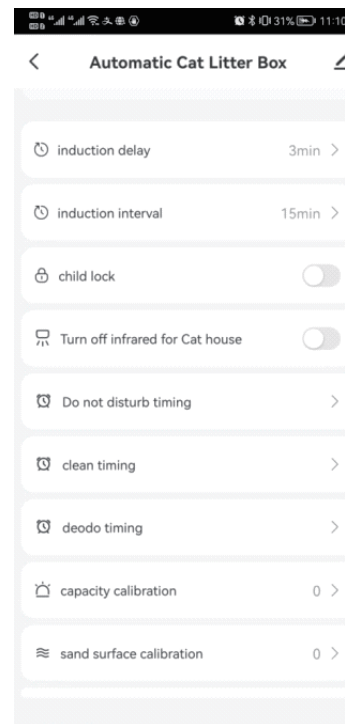 31% 11:10
Automatic Cat Litter Box
induction delay 3min
induction interval 15min
child lock
Turn off infrared for Cat house
Do not disturb timing
clean timing
deodo timing
capacity calibration 0
sand surface calibration 0